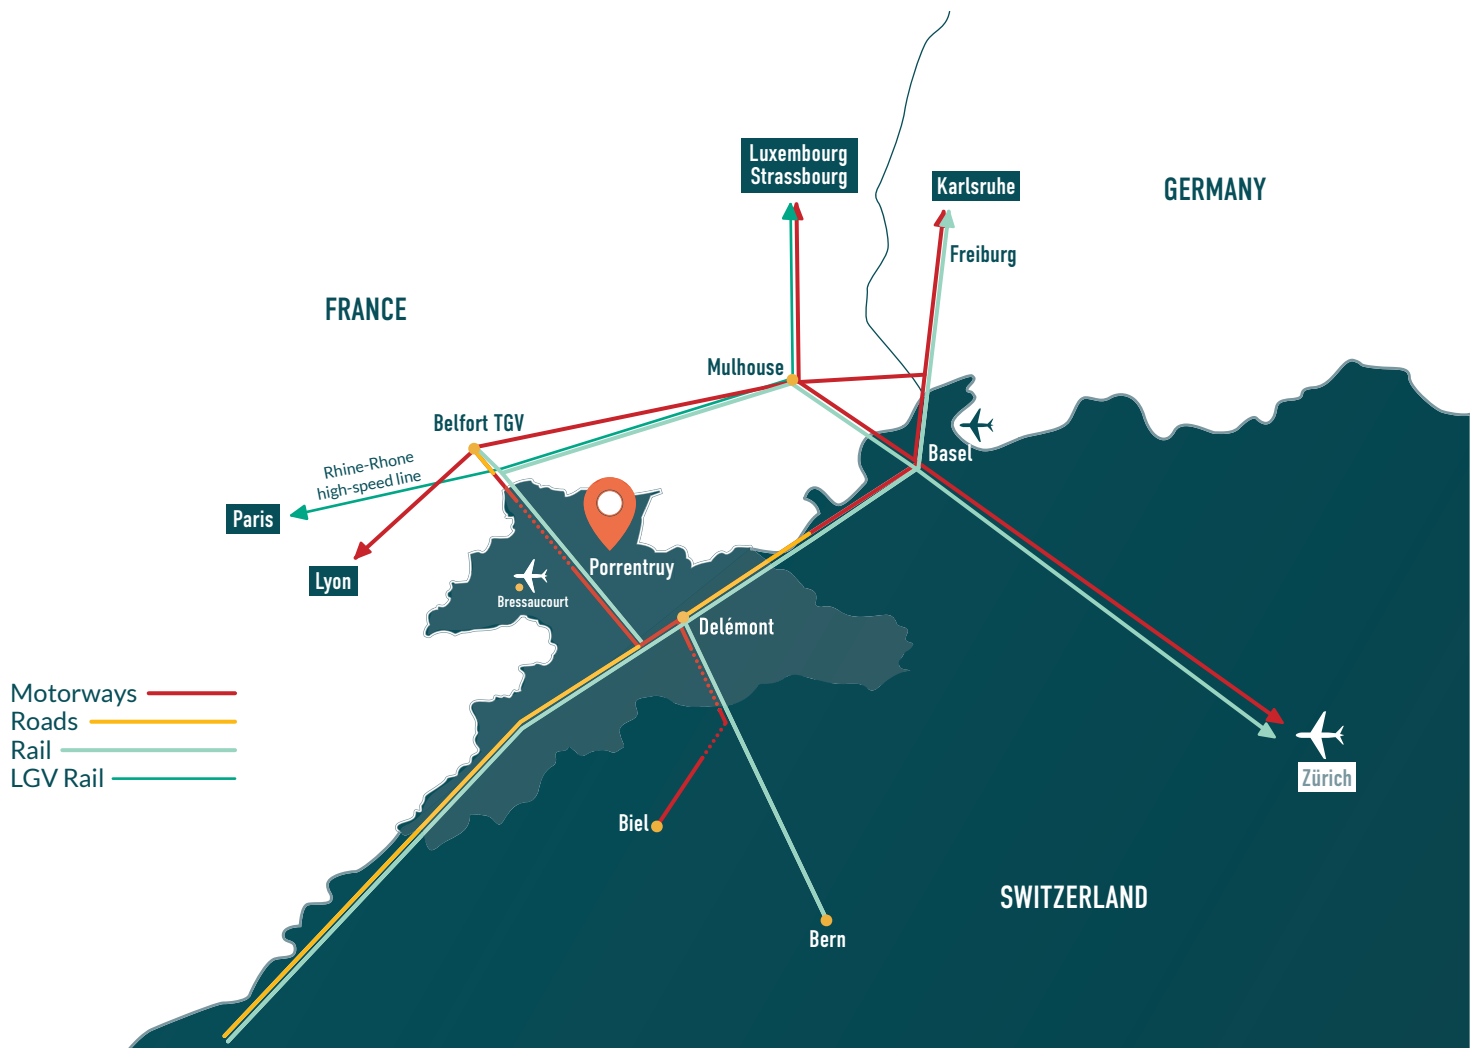 Luxembourg
Strassbourg
Karlsruhe
GERMANY
Freiburg
FRANCE
Mulhouse
Belfort TGV
Basel
Rhine-Rhone
high-speed line
Paris
Lyon
Porrentruy
Bressaucourt
Delémont
Motorways
Roads
Rail
LGV Rail
Zürich
Biel
SWITZERLAND
Bern